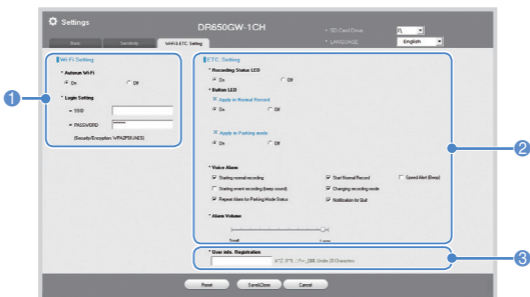 Settings
DR650GW-1CH
SD Card Drive
LANGUAGE
English
Basic
Sensitivity
WiFi & ETC. Setting
Wi-Fi Setting
* Autorun Wi-Fi
On
Off
* Login Setting
SSID
PASSWORD
(Security/Encryption: WPA2PSK/AES)
1
ETC. Setting
* Recording Status LED
On
Off
* Button LED
Apply in Normal Record
On
Off
Apply in Parking mode
On
Off
* Voice Alarm
Starting normal recording
Start Normal Record
Speed Alert (Beep)
Starting event recording (beep sound)
Changing recording mode
Repeat Alarm for Parking Mode Status
Notification for Quit
* Alarm Volume
Small
2
* User info. Registration
Under 20 Characters
3
Reset
Save&Close
Cancel